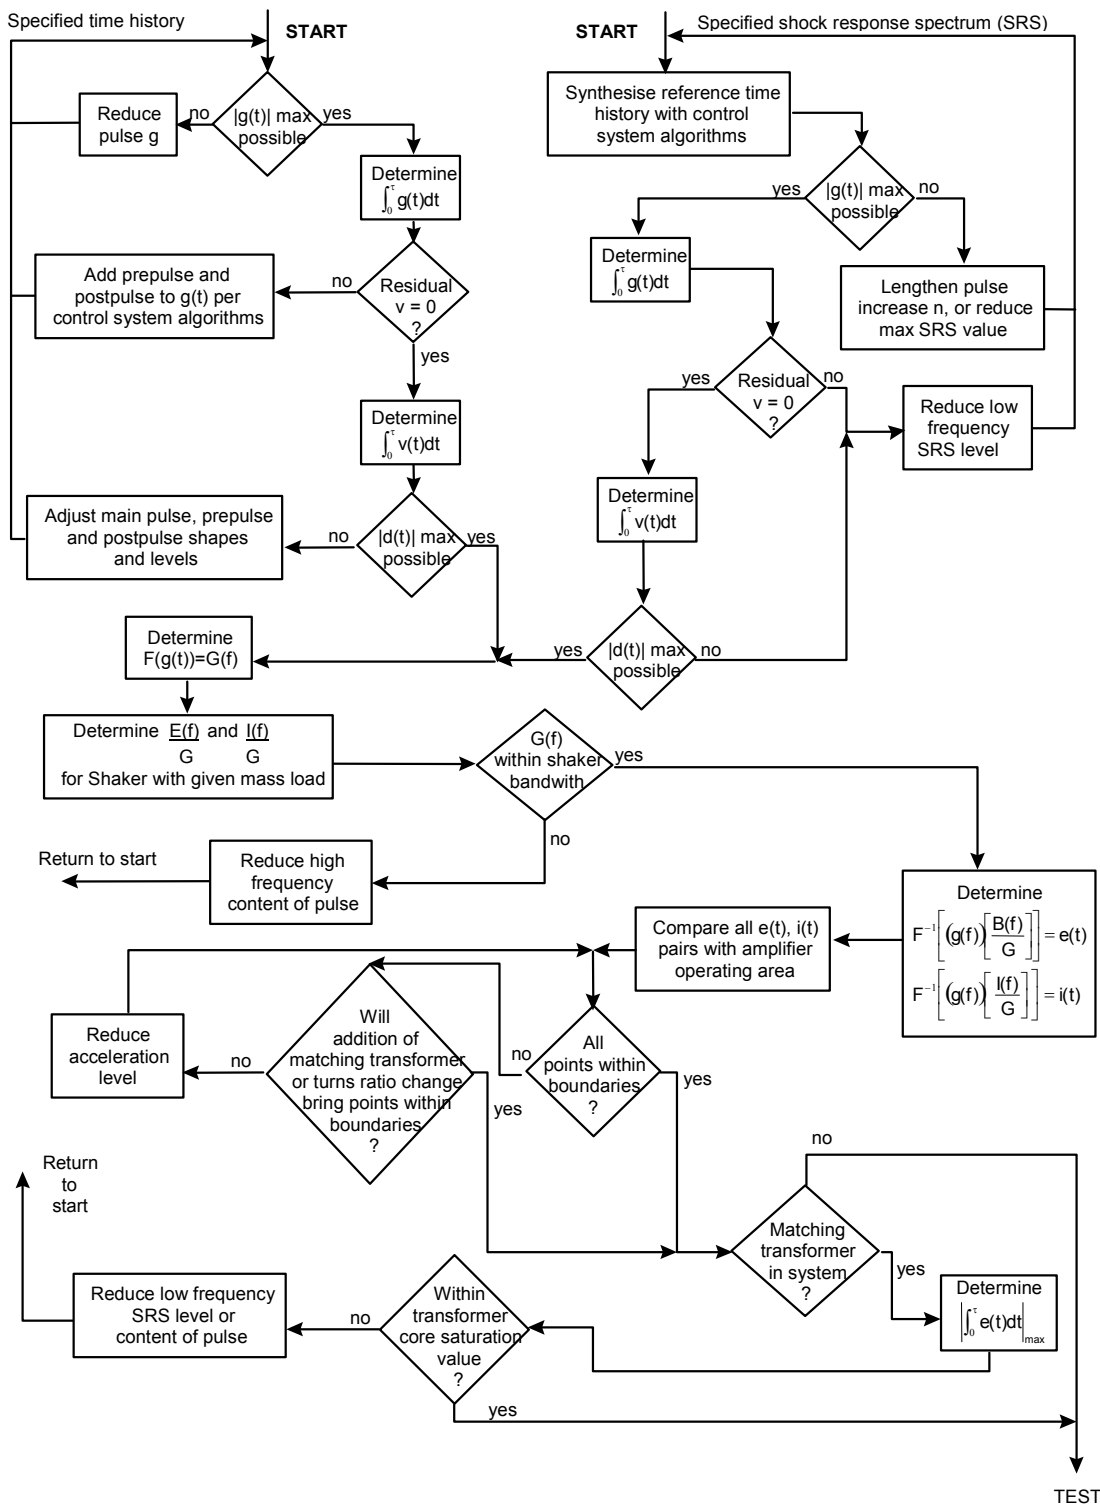 Specified time history
START
|g(t)| max
possible
no
yes
Reduce
pulse g
Determine
∫₀^τ g(t)dt
Residual
v = 0
?
no
yes
Add prepulse and
postpulse to g(t) per
control system algorithms
Determine
∫₀^τ v(t)dt
|d(t)| max
possible
no
yes
Adjust main pulse, prepulse
and postpulse shapes
and levels
START
Specified shock response spectrum (SRS)
Synthesise reference time
history with control
system algorithms
|g(t)| max
possible
yes
no
Determine
∫₀^τ g(t)dt
Lengthen pulse
increase n, or reduce
max SRS value
Residual
v = 0
?
yes
no
Reduce low
frequency
SRS level
Determine
∫₀^τ v(t)dt
|d(t)| max
possible
yes
no
Determine
F(g(t))=G(f)
Determine E(f) and I(f)
G G
for Shaker with given mass load
G(f)
within shaker
bandwith
yes
no
Reduce high
frequency
content of pulse
Return to start
Determine
F⁻¹[(g(f))[B(f)/G]] = e(t)
F⁻¹[(g(f))[I(f)/G]] = i(t)
Compare all e(t), i(t)
pairs with amplifier
operating area
All
points within
boundaries
?
no
yes
Will
addition of
matching transformer
or turns ratio change
bring points within
boundaries
?
no
yes
Reduce
acceleration
level
Matching
transformer
in system
?
no
yes
Determine
|∫₀^τ e(t)dt|max
Within
transformer
core saturation
value
?
no
yes
Reduce low frequency
SRS level or
content of pulse
Return
to
start
TEST